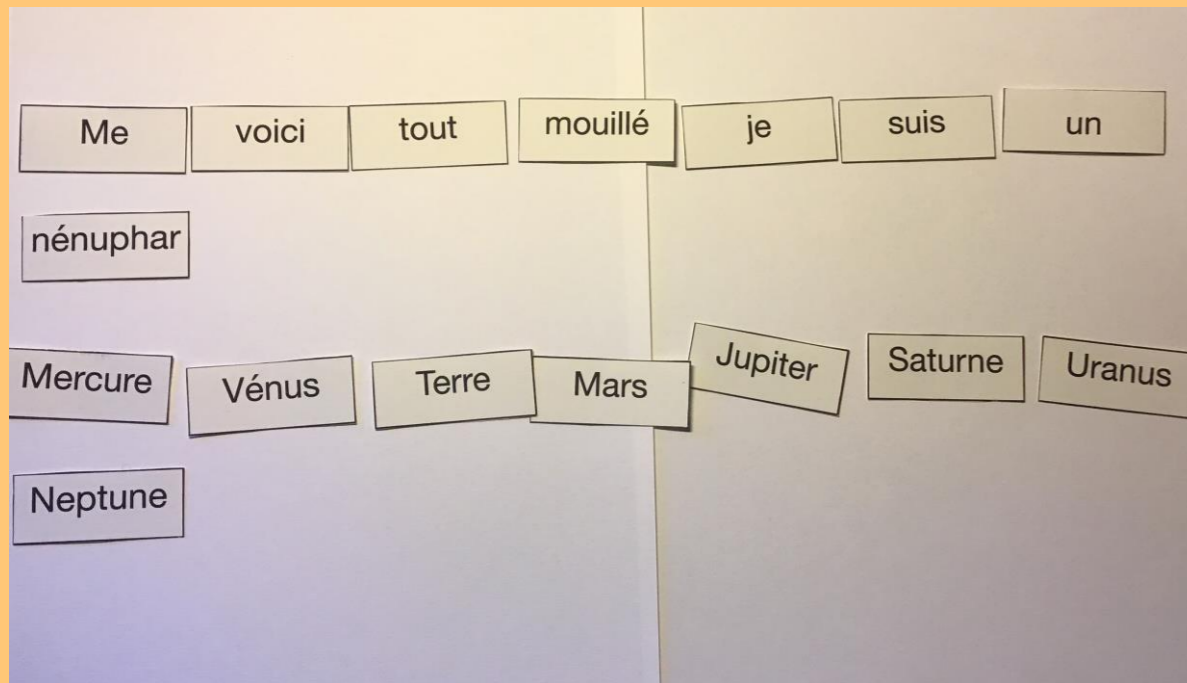 Me voici tout mouillé je suis un
nénuphar
Mercure Vénus Terre Mars Jupiter Saturne Uranus
Neptune